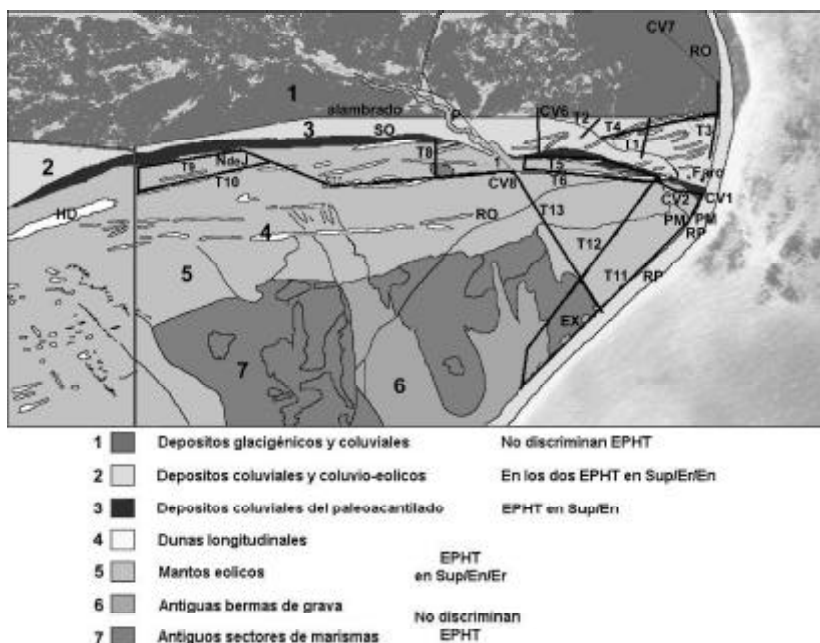 CV7
RO
1
alambrado
P
CV6
T2
T4
3
SO
T1
T3
2
T8
T9
NdeJ
T10
1
CV8
T5
T6
Faro
CV2
CV1
HD
RO
T13
PM
PM
RP
4
T12
5
T11
RP
EX
7
6
1 Depositos glacigénicos y coluviales No discriminan EPHT
2 Depositos coluviales y coluvio-eolicos En los dos EPHT en Sup/Er/En
3 Depositos coluviales del paleoacantilado EPHT en Sup/En
4 Dunas longitudinales
5 Mantos eolicos EPHT en Sup/En/Er
6 Antiguas bermas de grava
7 Antiguos sectores de marismas No discriminan EPHT